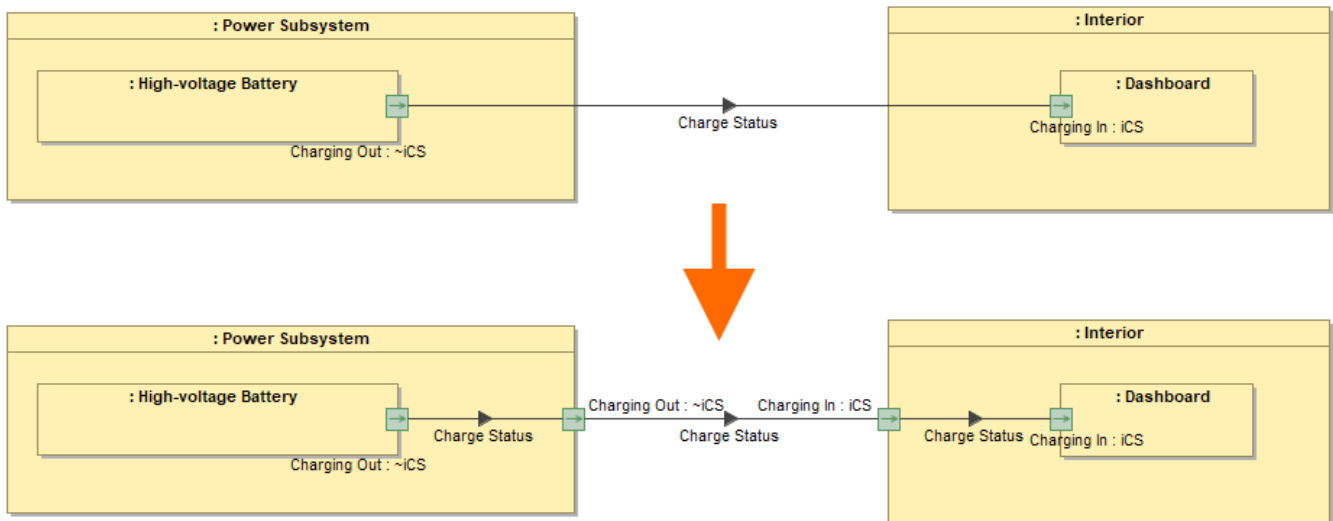 : Power Subsystem
: Interior
: High-voltage Battery
: Dashboard
Charge Status
Charging In : iCS
Charging Out : ~iCS
: Power Subsystem
: Interior
: High-voltage Battery
: Dashboard
Charging Out : ~iCS
Charging In : iCS
Charge Status
Charge Status
Charge Status
Charging In : iCS
Charging Out : ~iCS